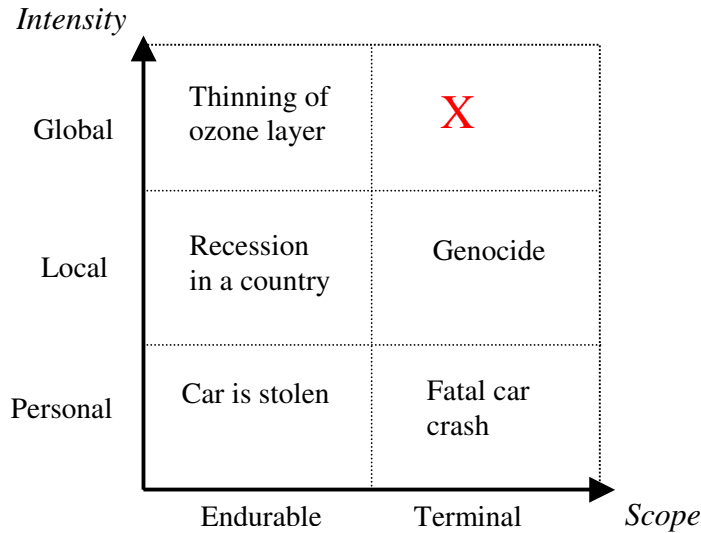 Intensity
Global
Thinning of
ozone layer
X
Local
Recession
in a country
Genocide
Personal
Car is stolen
Fatal car
crash
Endurable
Terminal
Scope